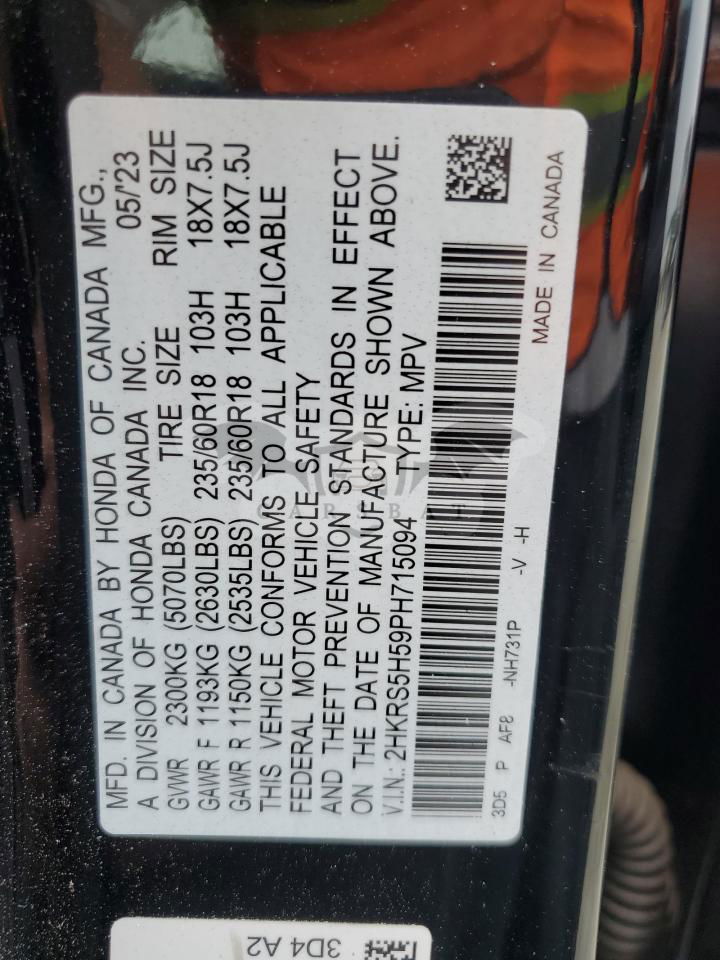 MFD. IN CANADA BY HONDA OF CANADA MFG.,
A DIVISION OF HONDA CANADA INC. 05/'23
GVWR 2300KG (5070LBS) TIRE SIZE RIM SIZE
GAWR F 1193KG (2630LBS) 235/60R18 103H 18X7.5J
GAWR R 1150KG (2535LBS) 235/60R18 103H 18X7.5J
THIS VEHICLE CONFORMS TO ALL APPLICABLE
FEDERAL MOTOR VEHICLE SAFETY
AND THEFT PREVENTION STANDARDS IN EFFECT
ON THE DATE OF MANUFACTURE SHOWN ABOVE.
V.I.N.: 2HKRS5H59PH715094 TYPE: MPV
3D5 P AF8 -NH731P -V -H
MADE IN CANADA
CARSBAT
3D4 A2